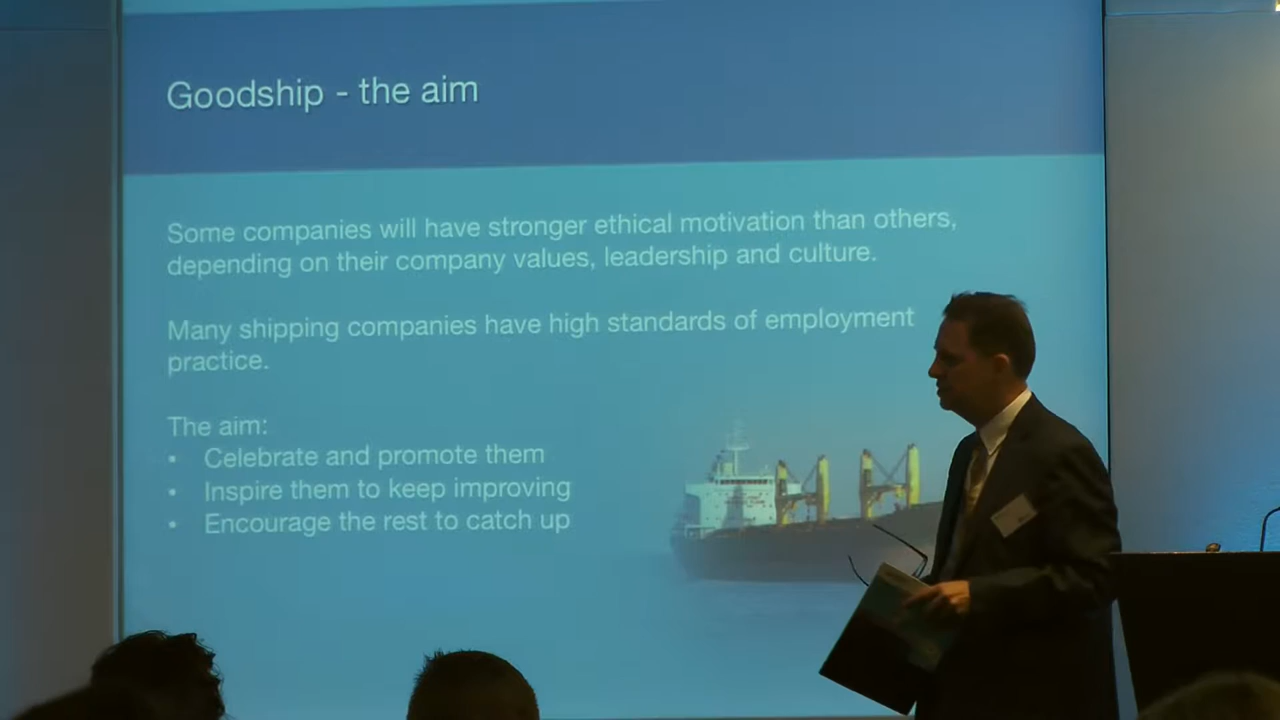 Goodship - the aim
Some companies will have stronger ethical motivation than others,
depending on their company values, leadership and culture.
Many shipping companies have high standards of employment
practice.
The aim:
• Celebrate and promote them
• Inspire them to keep improving
• Encourage the rest to catch up